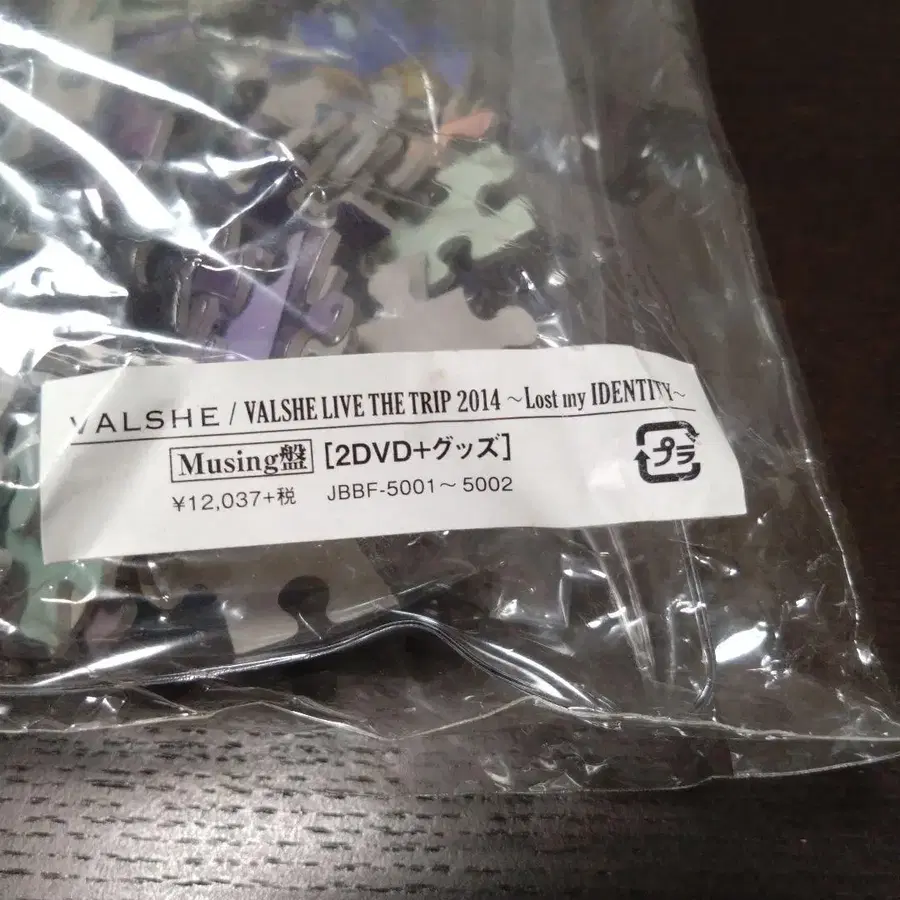 VALSHE / VALSHE LIVE THE TRIP 2014 ～Lost my IDENTITY～
Musing盤 [2DVD+グッズ]
プラ
¥12,037+税 JBBF-5001～5002